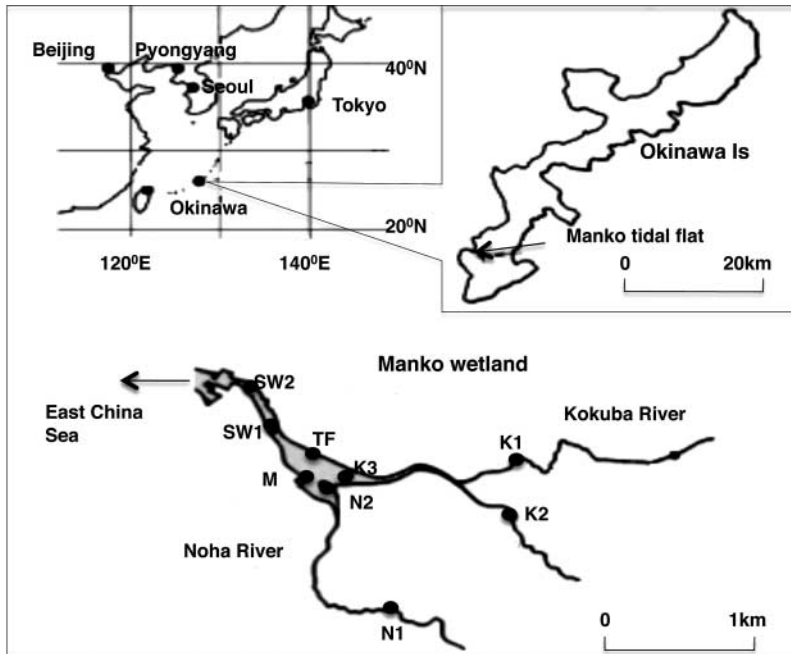 Beijing
Pyongyang
40⁰N
Seoul
Tokyo
Okinawa
20⁰N
120⁰E
140⁰E
Okinawa Is
Manko tidal flat
0
20km
Manko wetland
SW2
East China
Sea
Kokuba River
SW1
TF
K1
K3
M
N2
K2
Noha River
N1
0
1km